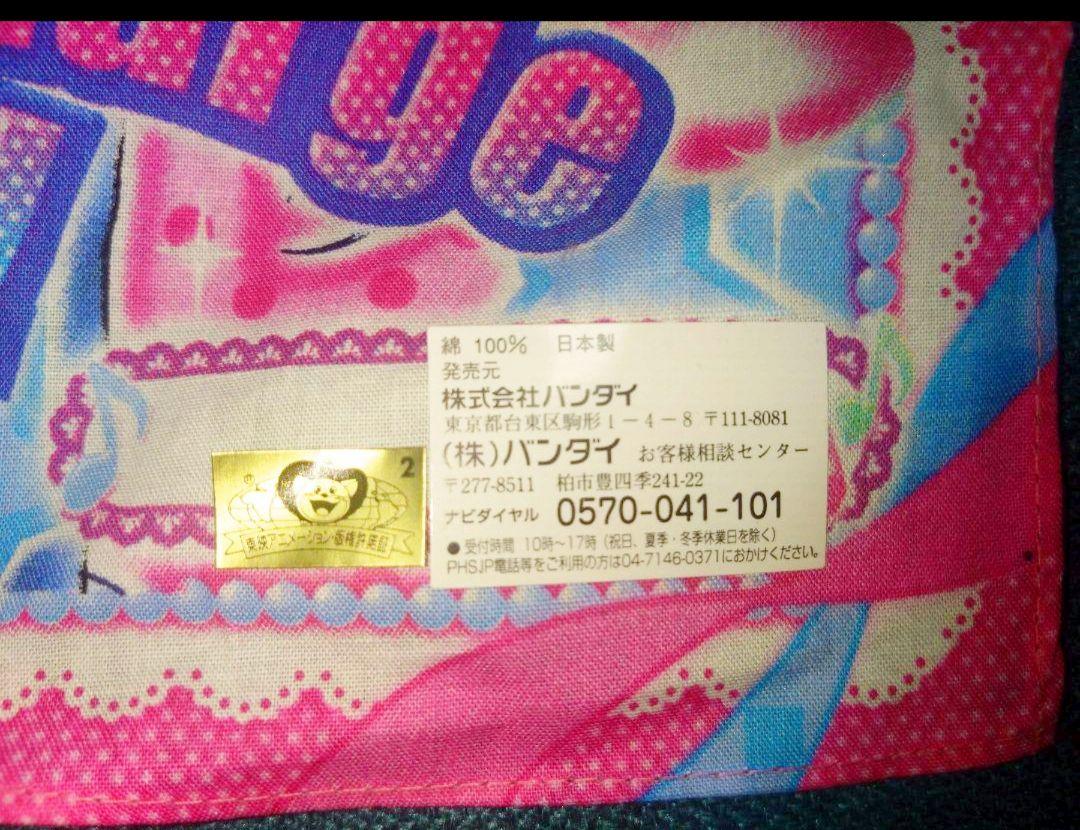 arge
綿 100% 日本製
発売元
株式会社バンダイ
東京都台東区駒形1-4-8 〒111-8081
(株)バンダイ お客様相談センター
〒277-8511 柏市豊四季241-22
ナビダイヤル 0570-041-101
●受付時間 10時〜17時(祝日、夏季・冬季休業日を除く)
PHS,IP電話等をご利用の方は04-7146-0371におかけください。
2
東映アニメーション・版権許諾証